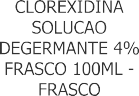 CLOREXIDINA
SOLUCAO
DEGERMANTE 4%
FRASCO 100ML -
FRASCO